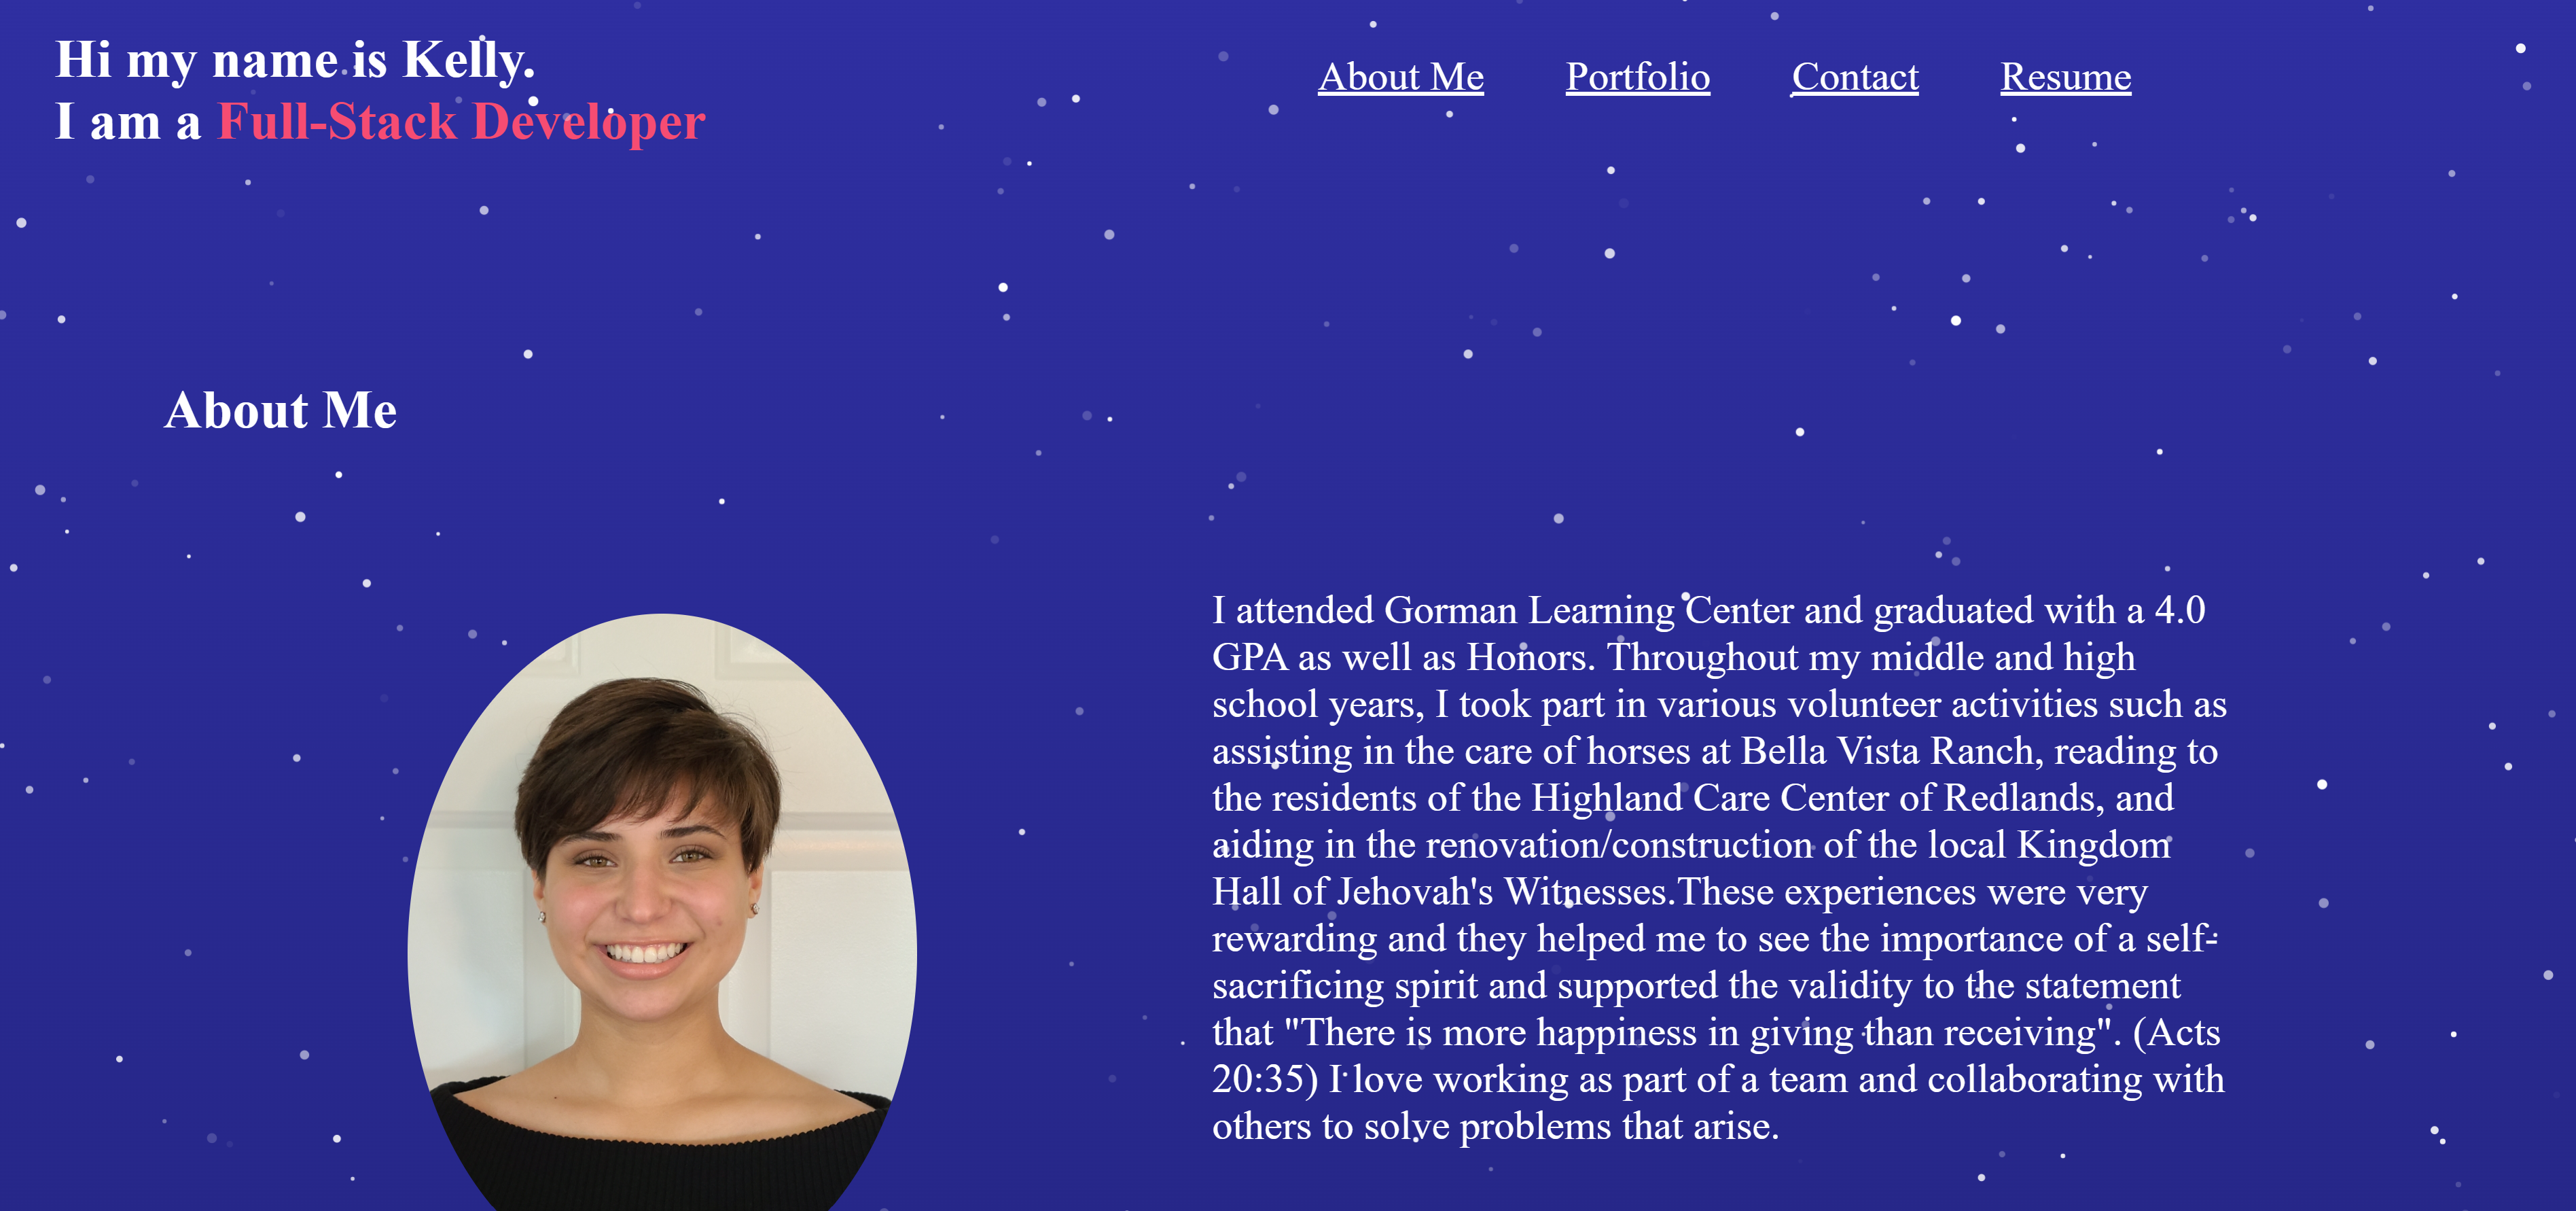 Hi my name is Kelly.
I am a Full-Stack Developer
About Me
Portfolio
Contact
Resume
About Me
I attended Gorman Learning Center and graduated with a 4.0
GPA as well as Honors. Throughout my middle and high
school years, I took part in various volunteer activities such as
assisting in the care of horses at Bella Vista Ranch, reading to
the residents of the Highland Care Center of Redlands, and
aiding in the renovation/construction of the local Kingdom
Hall of Jehovah's Witnesses.These experiences were very
rewarding and they helped me to see the importance of a self-
sacrificing spirit and supported the validity to the statement
that "There is more happiness in giving than receiving". (Acts
20:35) I love working as part of a team and collaborating with
others to solve problems that arise.